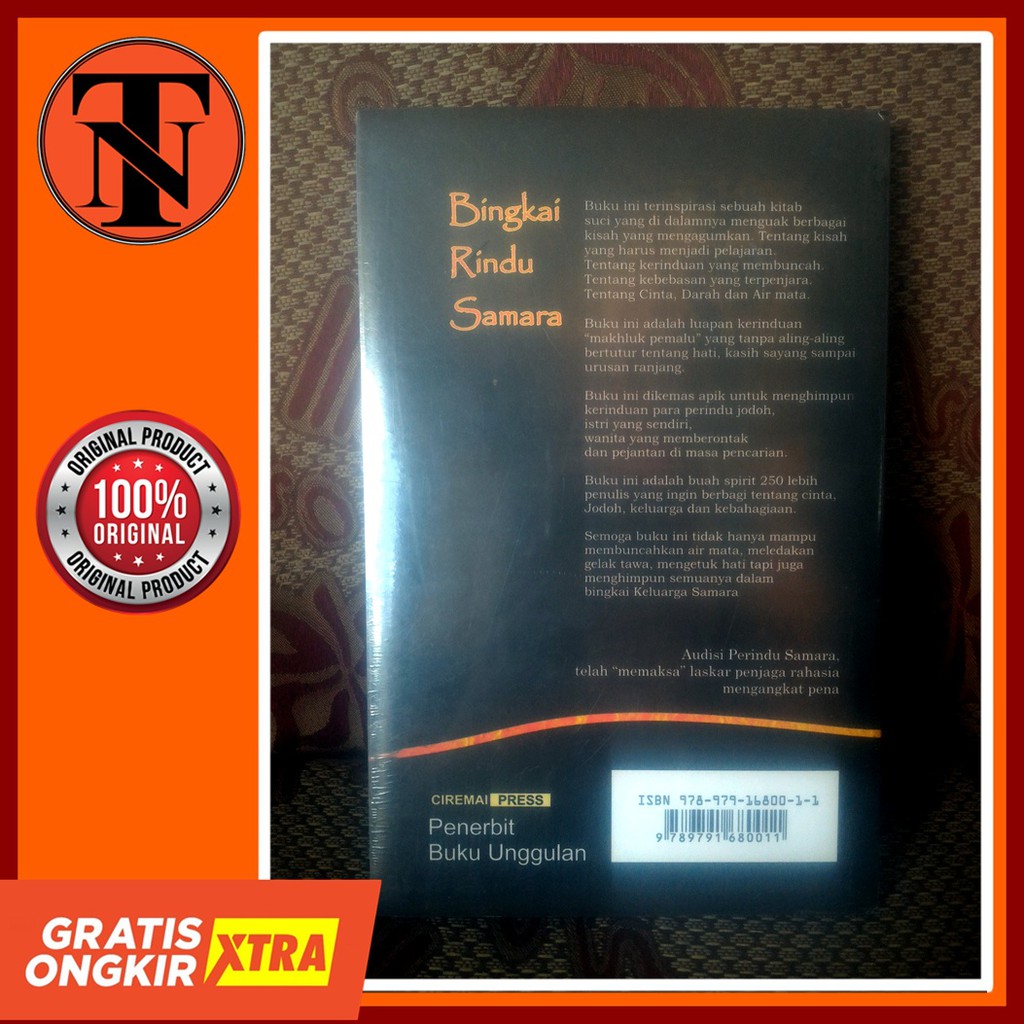 TN
ORIGINAL PRODUCT
100%
ORIGINAL
ORIGINAL PRODUCT
Bingkai
Rindu
Samara
Buku ini terinspirasi sebuah kitab
suci yang di dalamnya menguak berbagai
kisah yang mengagumkan. Tentang kisah
yang harus menjadi pelajaran.
Tentang kerinduan yang membuncah.
Tentang kebebasan yang terpenjara.
Tentang Cinta, Darah dan Air mata.
Buku ini adalah luapan kerinduan
“makhluk pemalu” yang tanpa aling-aling
bertutur tentang hati, kasih sayang sampai
urusan ranjang.
Buku ini dikemas apik untuk menghimpun
kerinduan para perindu jodoh,
istri yang sendiri,
wanita yang memberontak
dan pejantan di masa pencarian.
Buku ini adalah buah spirit 250 lebih
penulis yang ingin berbagi tentang cinta,
Jodoh, keluarga dan kebahagiaan.
Semoga buku ini tidak hanya mampu
membuncahkan air mata, meledakan
gelak tawa, mengetuk hati tapi juga
menghimpun semuanya dalam
bingkai Keluarga Samara
Audisi Perindu Samara,
telah “memaksa” laskar penjaga rahasia
mengangkat pena
CIREMAI PRESS
Penerbit
Buku Unggulan
ISBN 978-979-16800-1-1
9 789791 680011
GRATIS
ONGKIR
XTRA